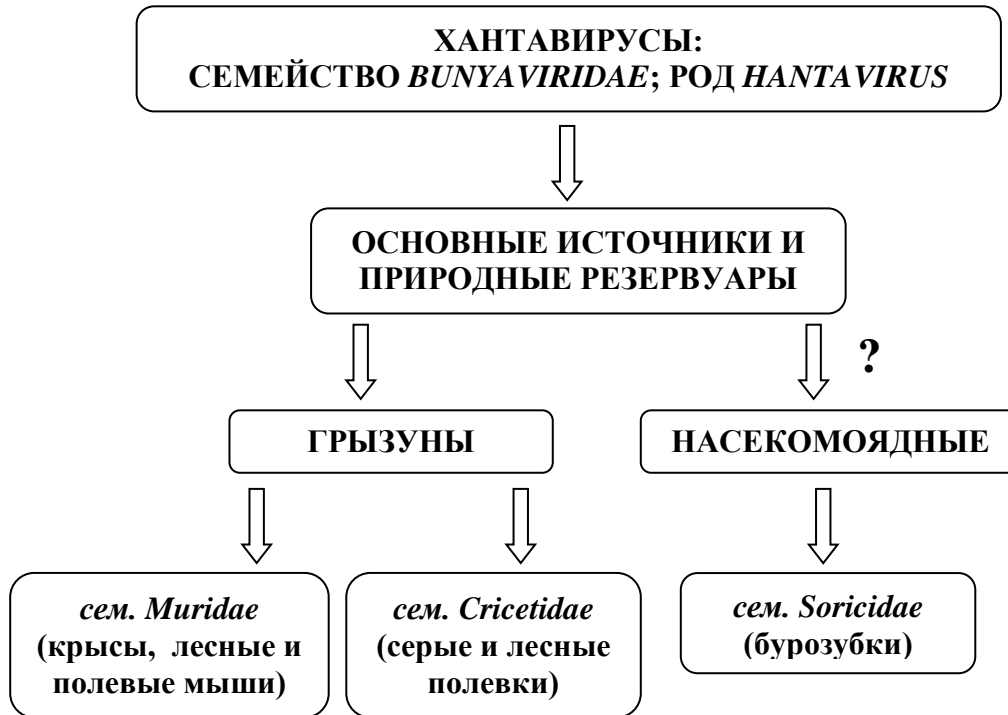 ХАНТАВИРУСЫ:
СЕМЕЙСТВО BUNYAVIRIDAE; РОД HANTAVIRUS
ОСНОВНЫЕ ИСТОЧНИКИ И
ПРИРОДНЫЕ РЕЗЕРВУАРЫ
?
ГРЫЗУНЫ
НАСЕКОМОЯДНЫЕ
сем. Muridae
(крысы, лесные и
полевые мыши)
сем. Cricetidae
(серые и лесные
полевки)
сем. Soricidae
(бурозубки)